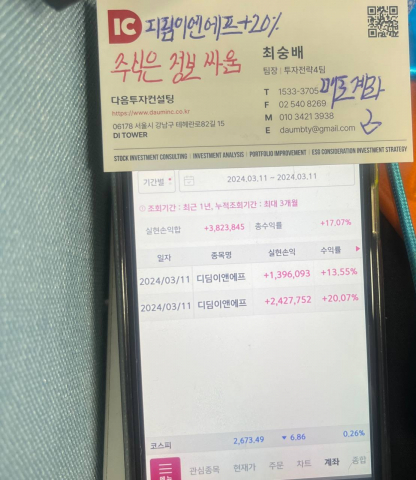 IC
디딤이엔에프+20%
주식은 정보 싸움
최승배
팀장 : 투자전략4팀
다음투자컨설팅
https://www.dauminc.co.kr
06178 서울시 강남구 테헤란로82길 15
DI TOWER
T 1533-3705
F 02 540 8269
M 010 3421 3938
E daumbty@gmail.com
STOCK INVESTMENT CONSULTING | INVESTMENT ANALYSIS | PORTFOLIO IMPROVEMENT | ESG CONSIDERATION INVESTMENT STRATEGY
기간별 2024.03.11 ~ 2024.03.11
조회기간 : 최근 1년, 누적조회기간 : 최대 3개월
실현손익합 +3,823,845 총수익률 +17,07%
일자 종목명 실현손익 수익률
2024/03/11 디딤이앤에프 +1,396,093 +13.55%
2024/03/11 디딤이앤에프 +2,427,752 +20.07%
코스피 2,673.49 ▼ 6.86 0.26%
메뉴 관심종목 현재가 주문 차트 계좌 종합